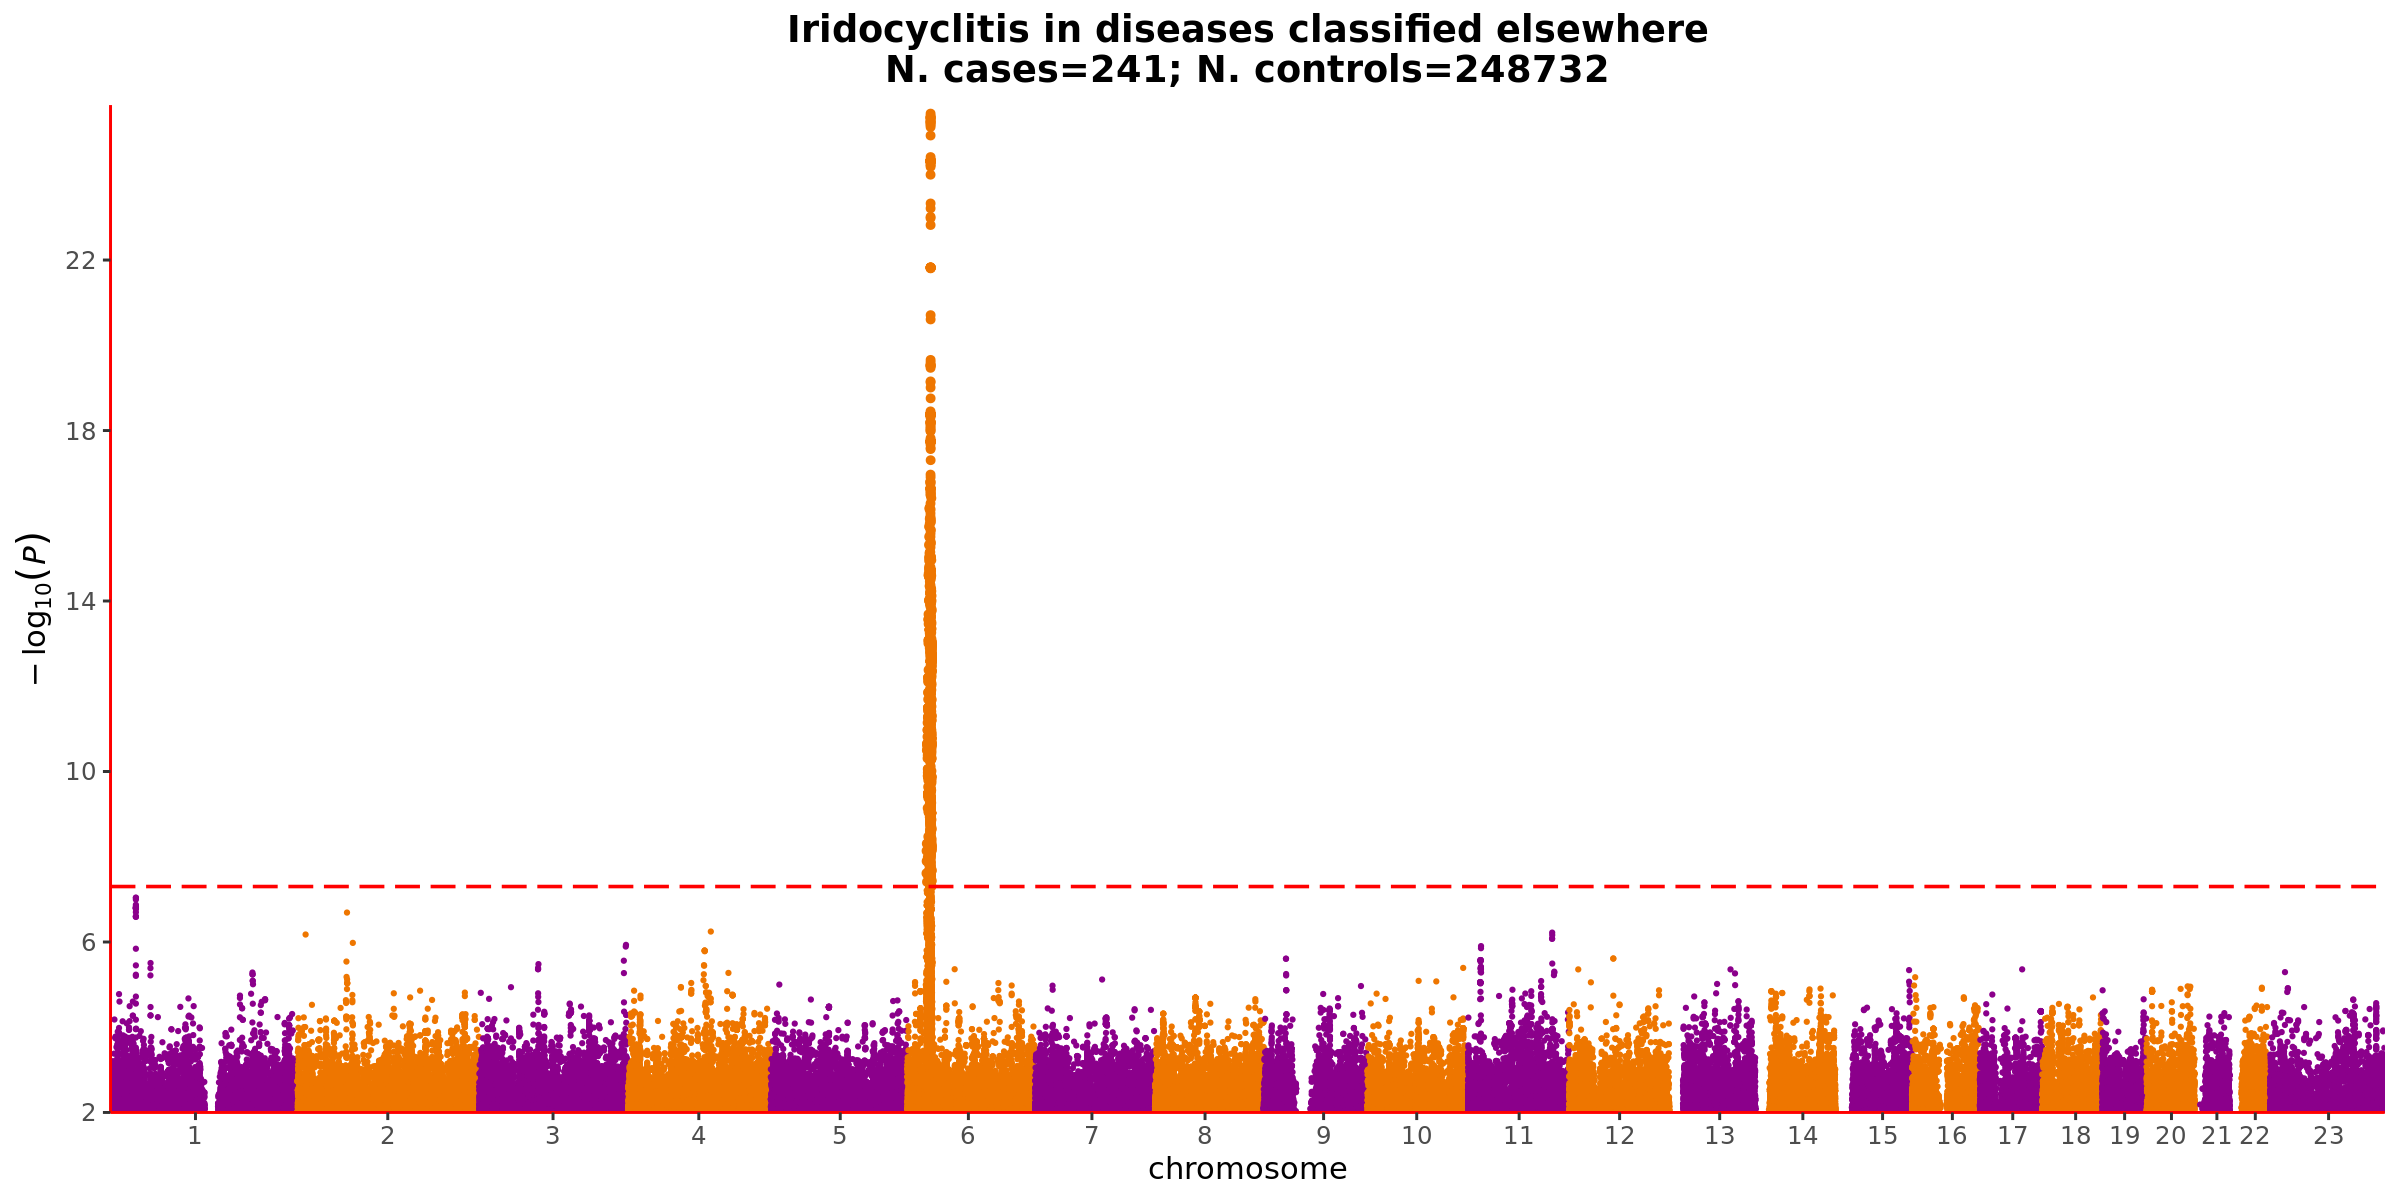 Iridocyclitis in diseases classified elsewhere
N. cases=241; N. controls=248732
22
18
14
10
6
2
− log10(P)
1 2 3 4 5 6 7 8 9 10 11 12 13 14 15 16 17 18 19 20 21 22 23
chromosome